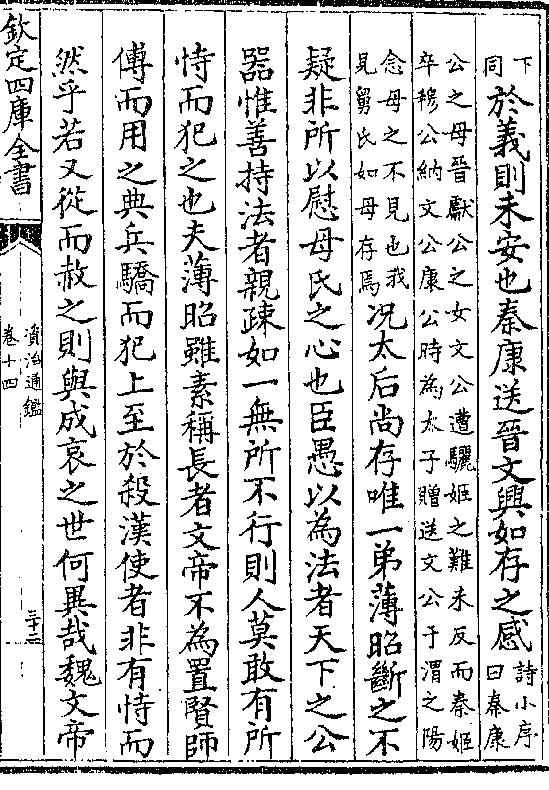 下同於義則未安也秦康送晉文興如存之感詩小序曰秦康
公之母晉獻公之女文公遭驪姬之難未反而秦姬
卒穆公納文公康公時為太子贈送文公于渭之陽
念母之不見也我見舅氏如母存焉况太后尚存唯一弟薄昭斷之不
疑非所以慰母氏之心也臣愚以為法者天下之公
器惟善持法者親疎如一無所不行則人莫敢有所
恃而犯之也夫薄昭雖素稱長者文帝不為置賢師
傅而用之典兵驕而犯上至於殺漢使者非有恃而
然乎若又從而赦之則與成哀之世何異哉魏文帝
欽定四庫全書
資治通鑑
卷十四